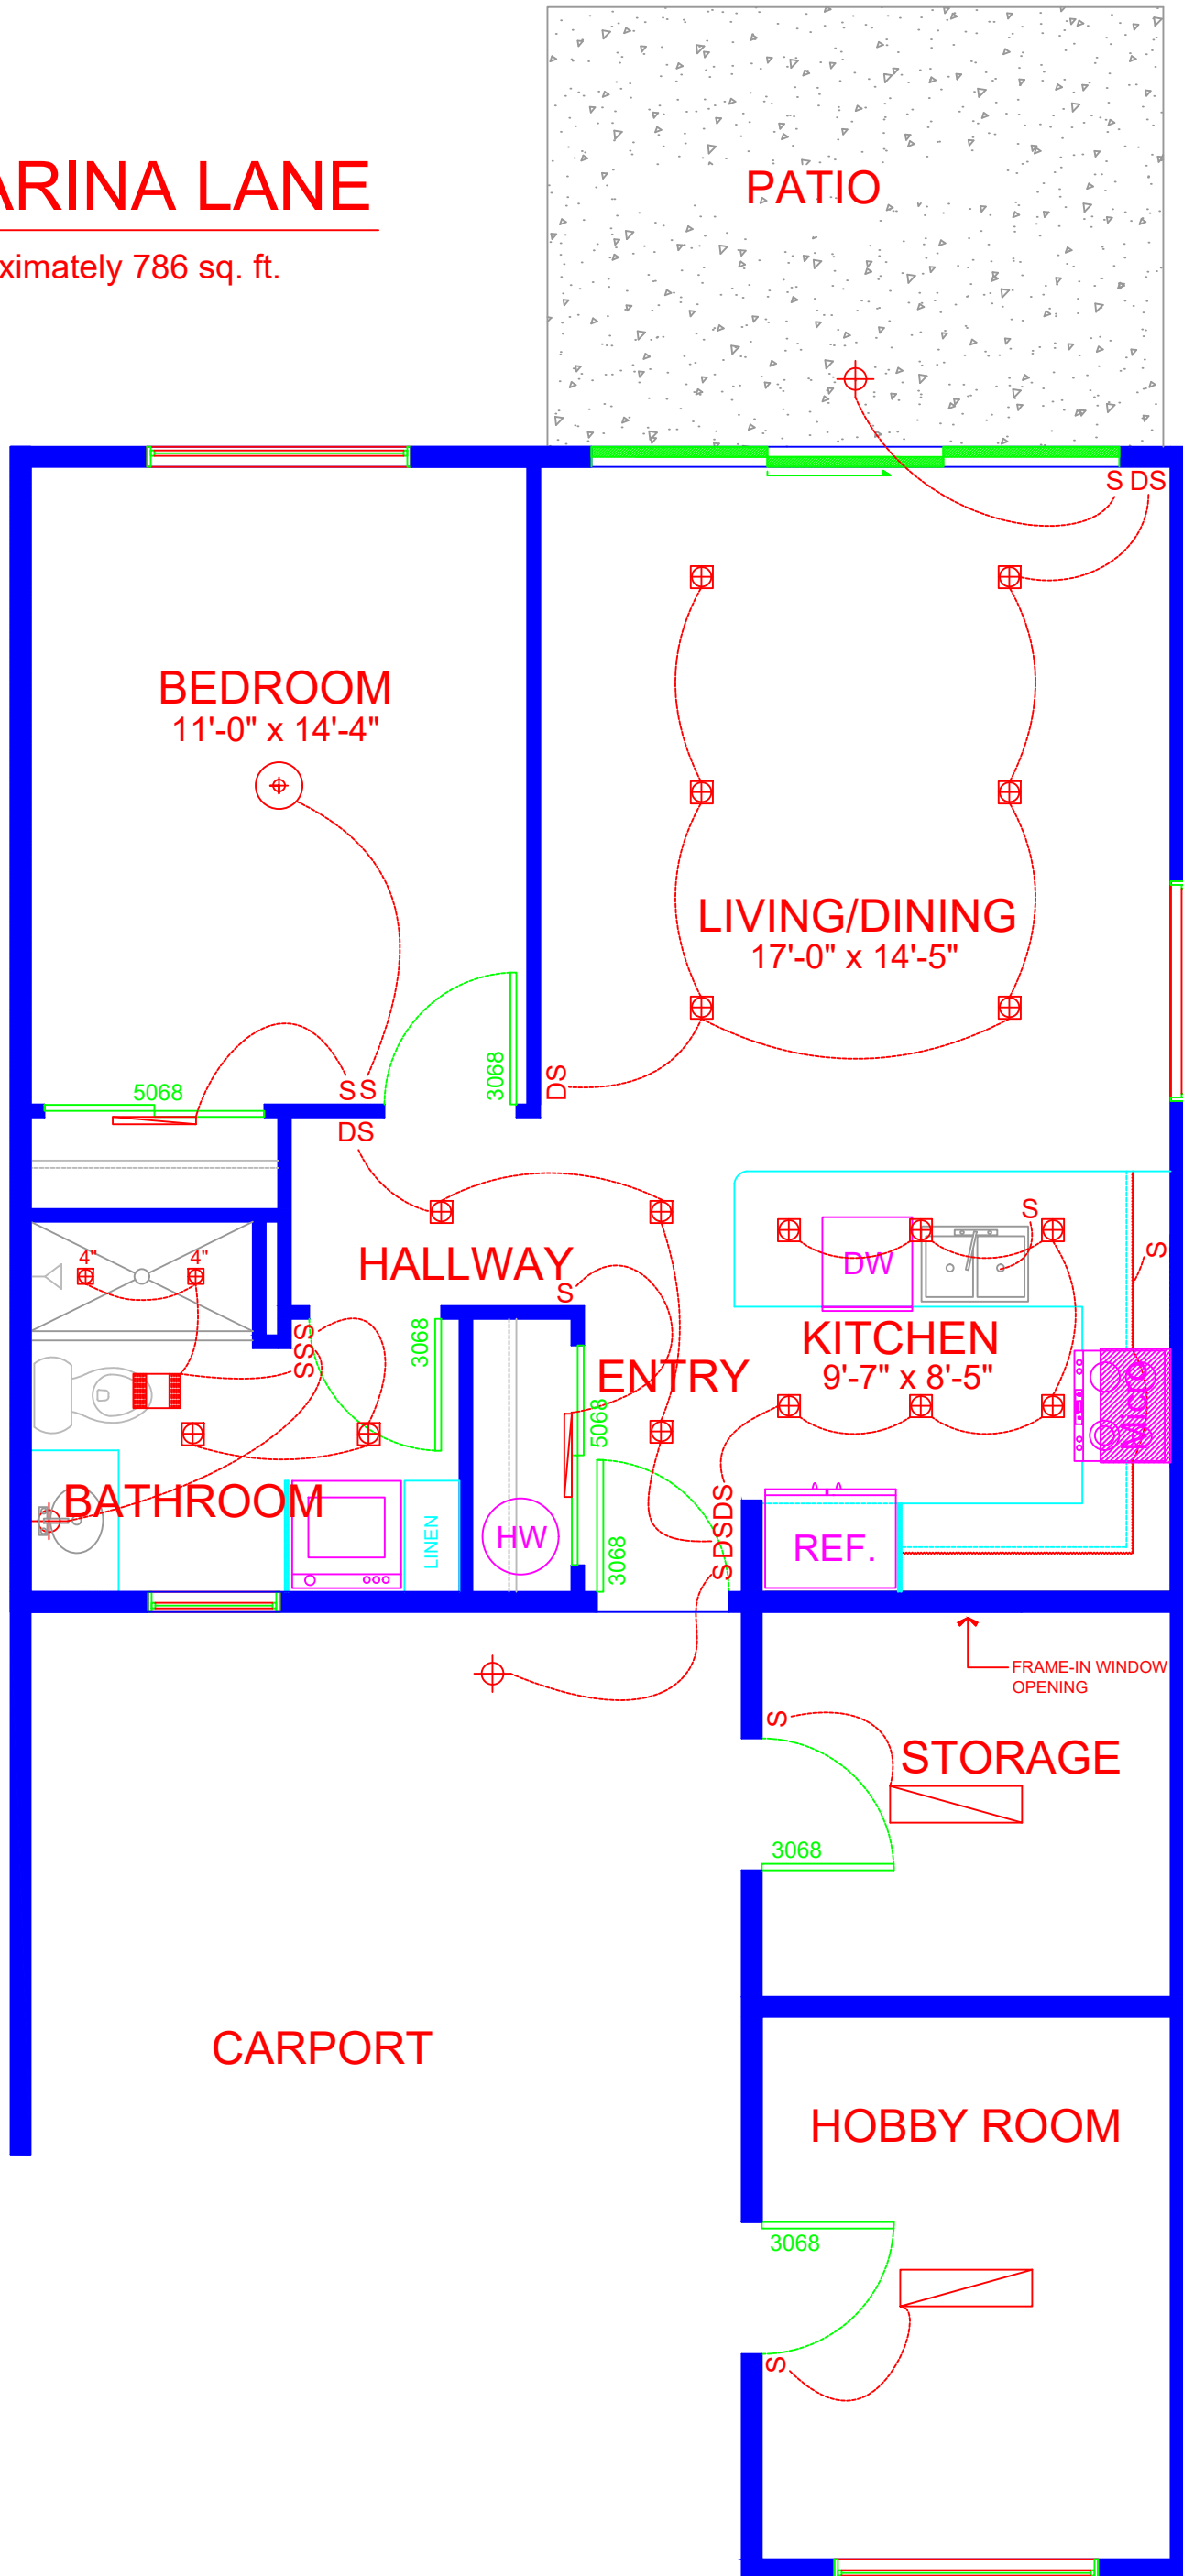 ARINA LANE
ximately 786 sq. ft.
PATIO
S DS
BEDROOM
11'-0" x 14'-4"
LIVING/DINING
17'-0" x 14'-5"
3068
DS
5068
S S
DS
S
S
4"
4"
HALLWAY
DW
S
SSS
3068
KITCHEN
9'-7" x 8'-5"
ENTRY
Micro
5068
BATHROOM
LINEN
HW
3068
S DS DS
REF.
FRAME-IN WINDOW
OPENING
S
STORAGE
3068
CARPORT
HOBBY ROOM
3068
S